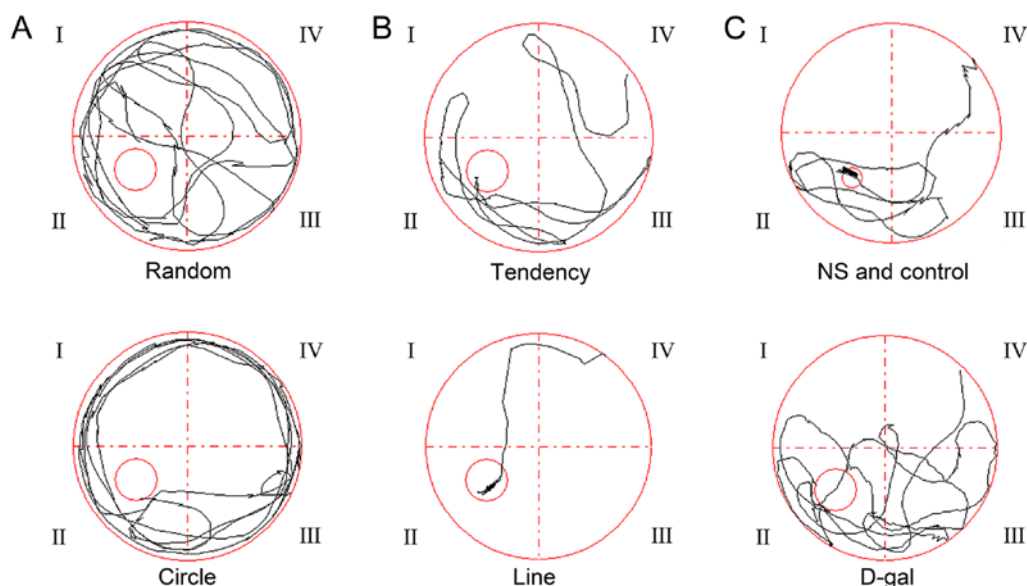 A B C
I IV I IV I IV
II III II III II III
Random Tendency NS and control
I IV I IV I IV
II III II III II III
Circle Line D-gal